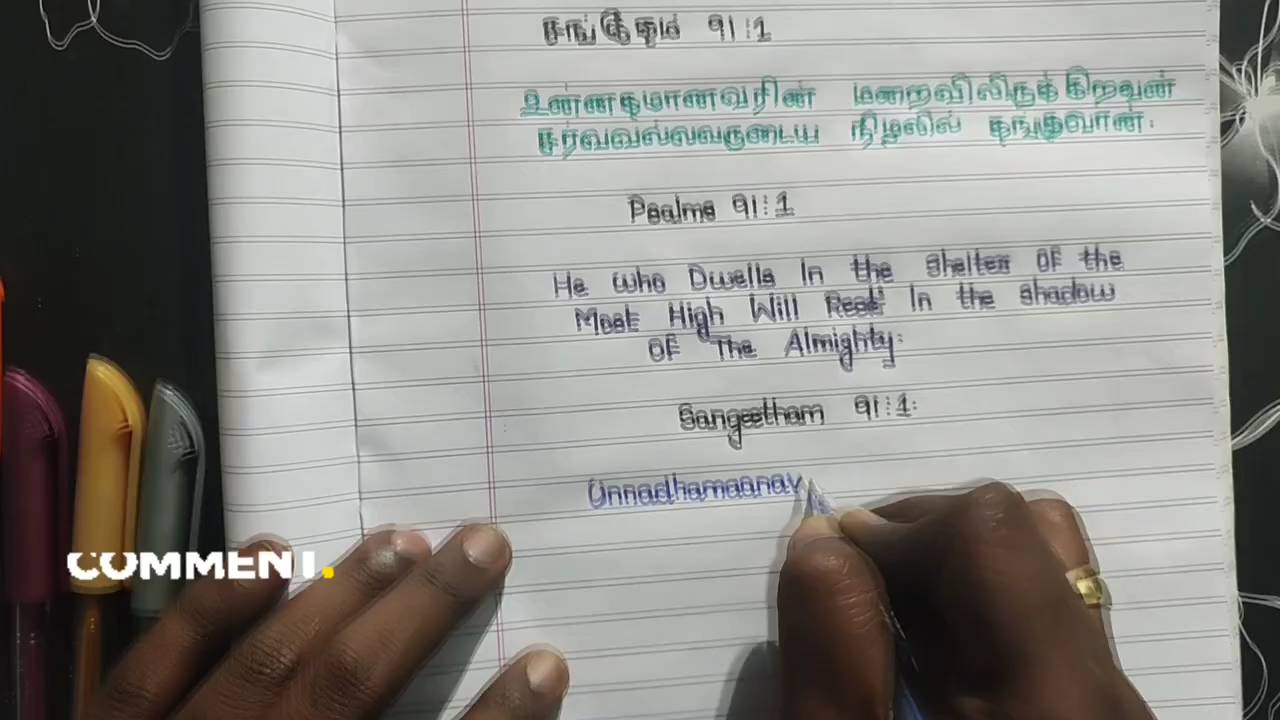 சங்கீதம் 91:1
உன்னதமானவரின் மறைவிலிருக்கிறவன்
சர்வவல்லவருடைய நிழலில் தங்குவான்.
Psalms 91:1
He who Dwells In the Shelter OF the
Most High Will Rest In the Shadow
OF The Almighty.
Sangeetham 91:1.
Unnadhamaanav
COMMENT.